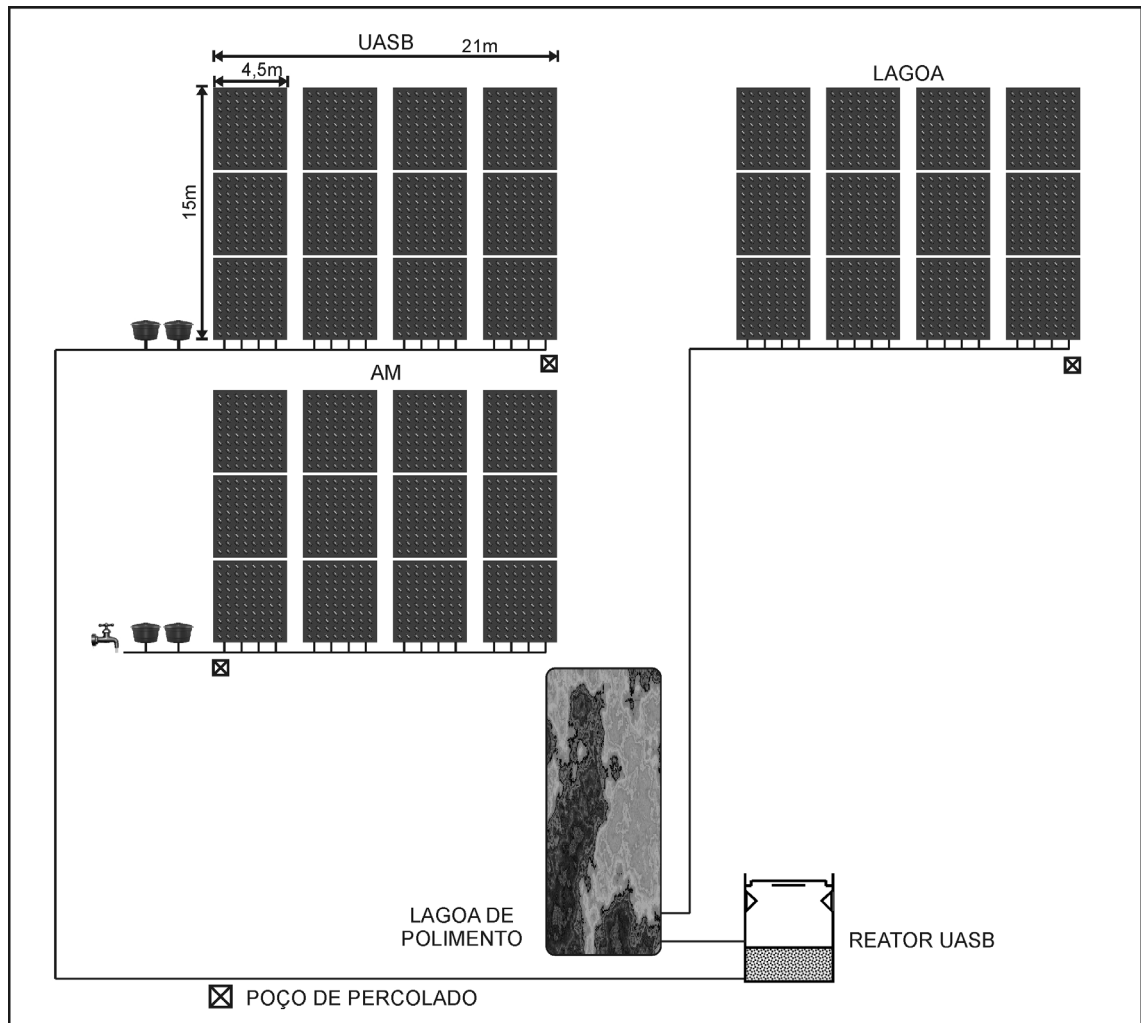 UASB
21m
4,5m
LAGOA
15m
AM
LAGOA DE
POLIMENTO
REATOR UASB
POÇO DE PERCOLADO